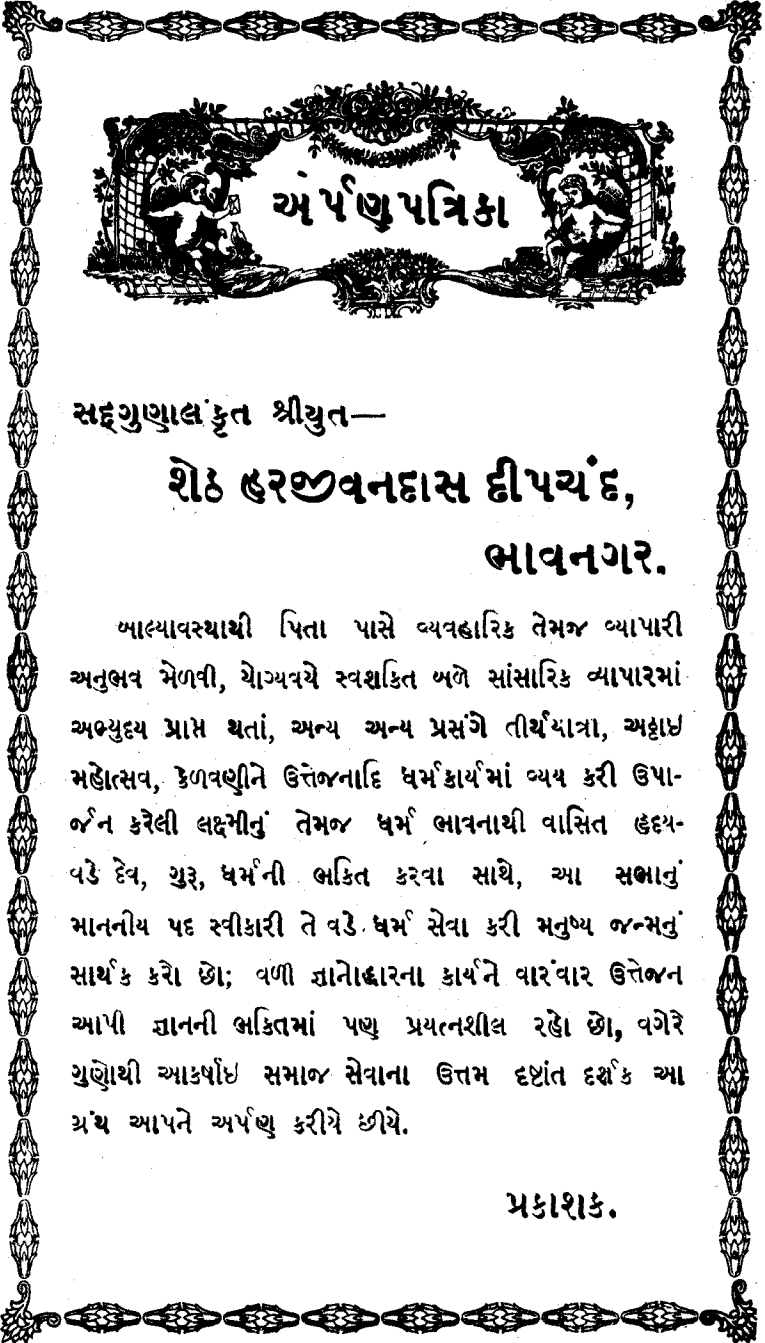 અર્પણપત્રિકા
સદ્દગુણાલંકૃત શ્રીયુત—
શેઠ હરજીવનદાસ દીપચંદ,
ભાવનગર.
બાલ્યાવસ્થાથી પિતા પાસે વ્યવહારિક તેમજ વ્યાપારી
અનુભવ મેળવી, યોગ્યવયે સ્વશકિત બળે સાંસારિક વ્યાપારમાં
અભ્યુદય પ્રાપ્ત થતાં, અન્ય અન્ય પ્રસંગે તીર્થયાત્રા, અઠ્ઠાઇ
મહોત્સવ, કેળવણીને ઉત્તેજનાદિ ધર્મકાર્યમાં વ્યય કરી ઉપા-
ર્જન કરેલી લક્ષ્મીનું તેમજ ધર્મ ભાવનાથી વાસિત હૃદય-
વડે દેવ, ગુરૂ, ધર્મની ભકિત કરવા સાથે, આ સભાનું
માનનીય પદ સ્વીકારી તે વડે ધર્મ સેવા કરી મનુષ્ય જન્મનું
સાર્થક કરો છો; વળી જ્ઞાનોદ્ધારના કાર્યને વારંવાર ઉત્તેજન
આપી જ્ઞાનની ભકિતમાં પણ પ્રયત્નશીલ રહો છો, વગેરે
ગુણોથી આકર્ષાઇ સમાજ સેવાના ઉત્તમ દષ્ટાંત દર્શક આ
ગ્રંથ આપને અર્પણ કરીયે છીયે.
પ્રકાશક.